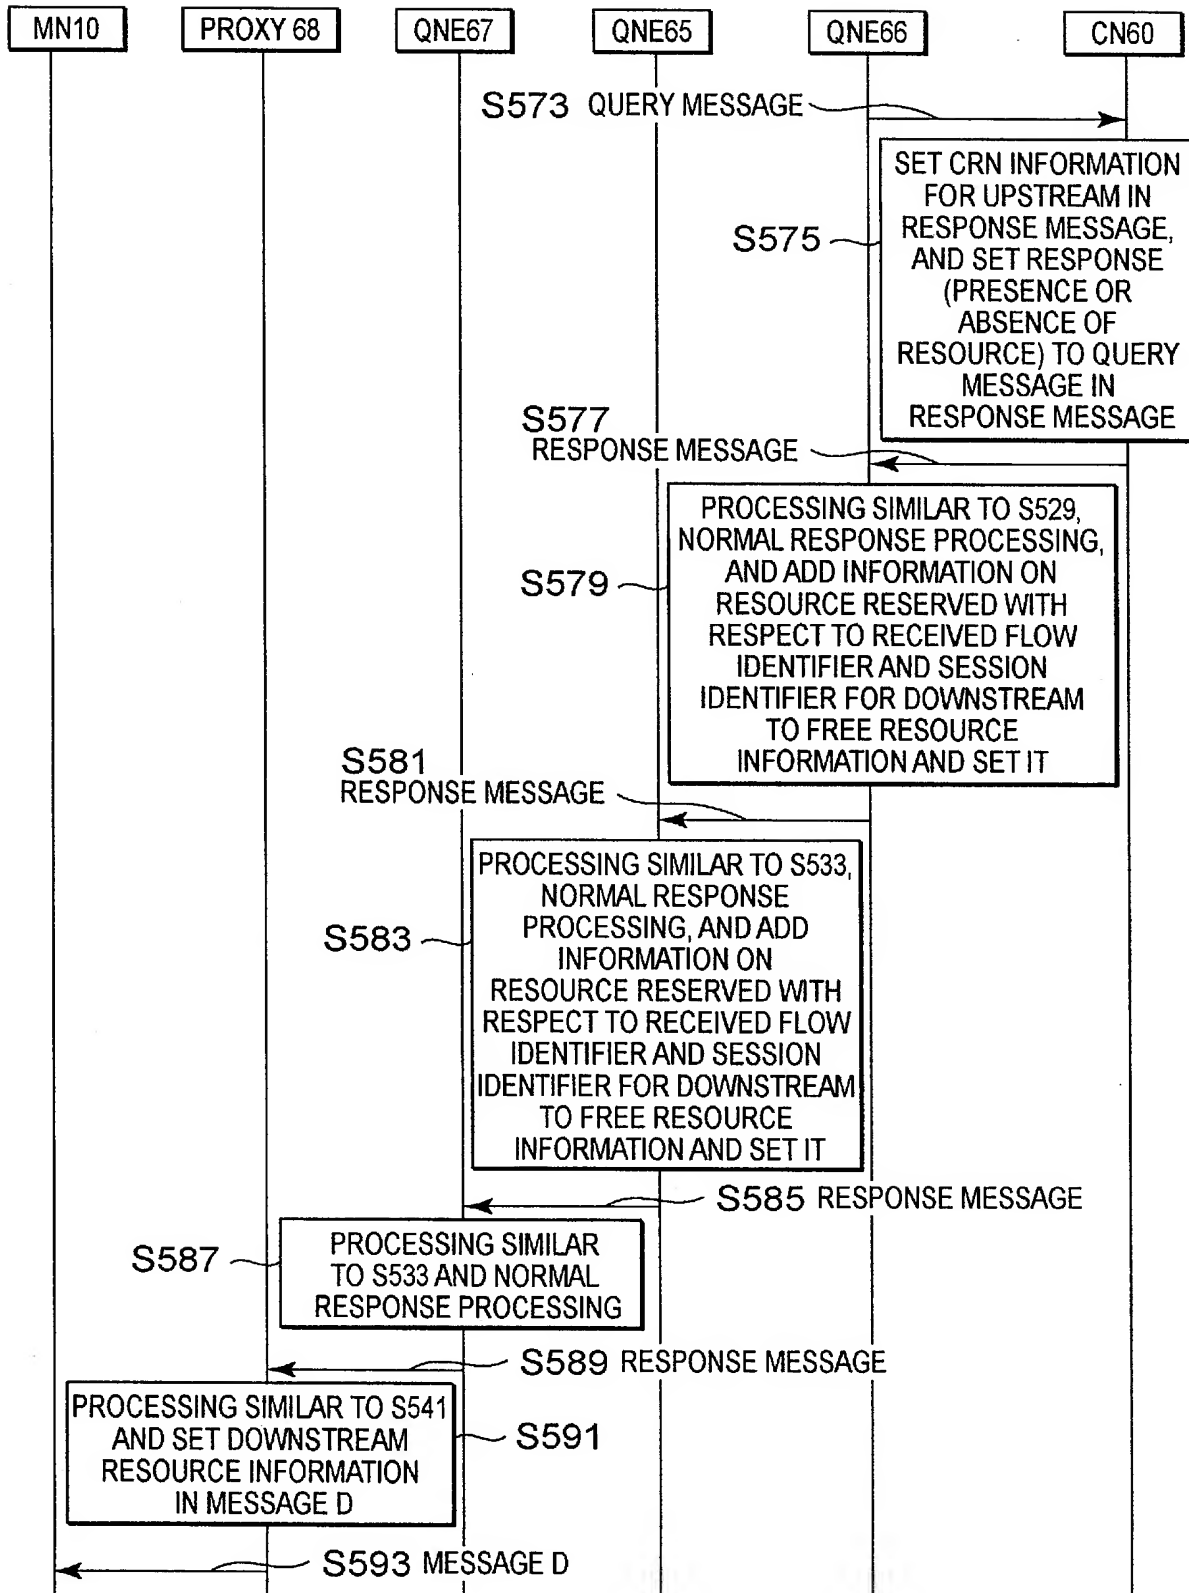 MN10
PROXY 68
QNE67
QNE65
QNE66
CN60
S573 QUERY MESSAGE
SET CRN INFORMATION
FOR UPSTREAM IN
RESPONSE MESSAGE,
AND SET RESPONSE
(PRESENCE OR
ABSENCE OF
RESOURCE) TO QUERY
MESSAGE IN
RESPONSE MESSAGE
S575
S577
RESPONSE MESSAGE
PROCESSING SIMILAR TO S529,
NORMAL RESPONSE PROCESSING,
AND ADD INFORMATION ON
RESOURCE RESERVED WITH
RESPECT TO RECEIVED FLOW
IDENTIFIER AND SESSION
IDENTIFIER FOR DOWNSTREAM
TO FREE RESOURCE
INFORMATION AND SET IT
S579
S581
RESPONSE MESSAGE
PROCESSING SIMILAR TO S533,
NORMAL RESPONSE
PROCESSING, AND ADD
INFORMATION ON
RESOURCE RESERVED WITH
RESPECT TO RECEIVED FLOW
IDENTIFIER AND SESSION
IDENTIFIER FOR DOWNSTREAM
TO FREE RESOURCE
INFORMATION AND SET IT
S583
S585 RESPONSE MESSAGE
S587
PROCESSING SIMILAR
TO S533 AND NORMAL
RESPONSE PROCESSING
S589 RESPONSE MESSAGE
PROCESSING SIMILAR TO S541
AND SET DOWNSTREAM
RESOURCE INFORMATION
IN MESSAGE D
S591
S593 MESSAGE D